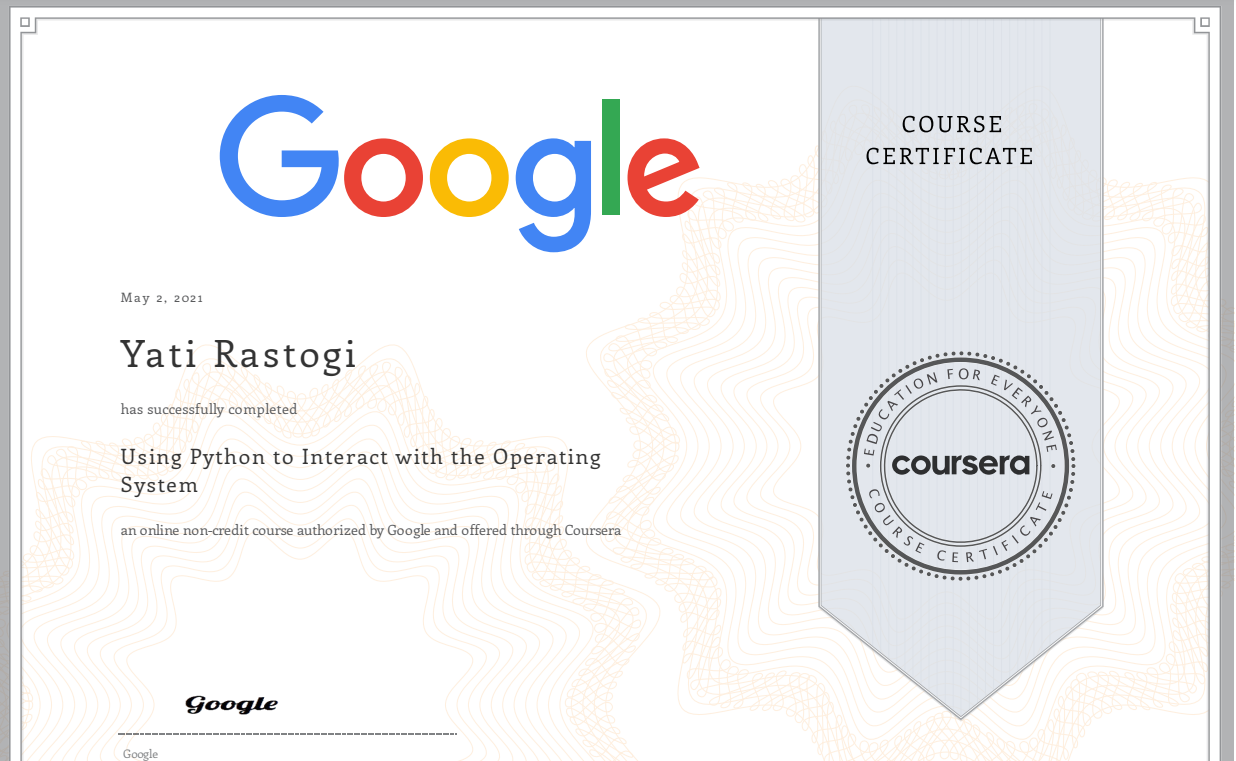 Google
COURSE
CERTIFICATE
May 2, 2021
Yati Rastogi
has successfully completed
Using Python to Interact with the Operating
System
an online non-credit course authorized by Google and offered through Coursera
EDUCATION FOR EVERYONE
coursera
COURSE CERTIFICATE
Google
Google